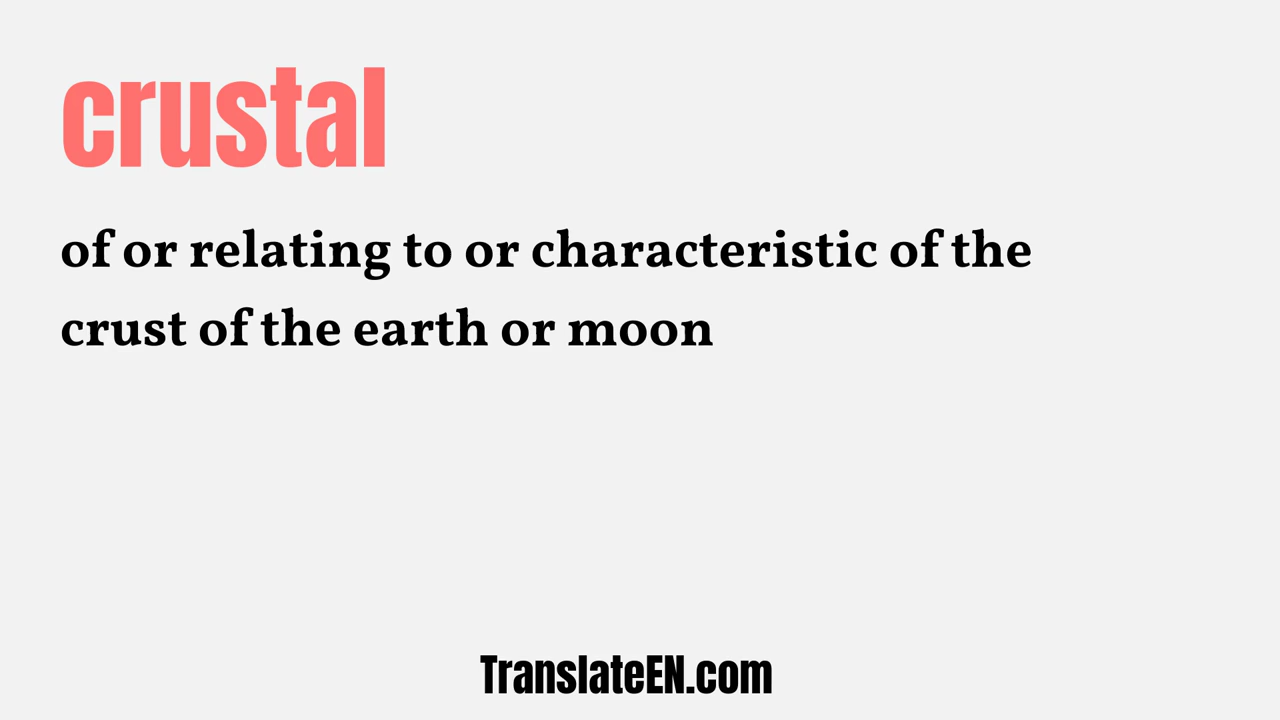 crustal
of or relating to or characteristic of the
crust of the earth or moon
TranslateEN.com